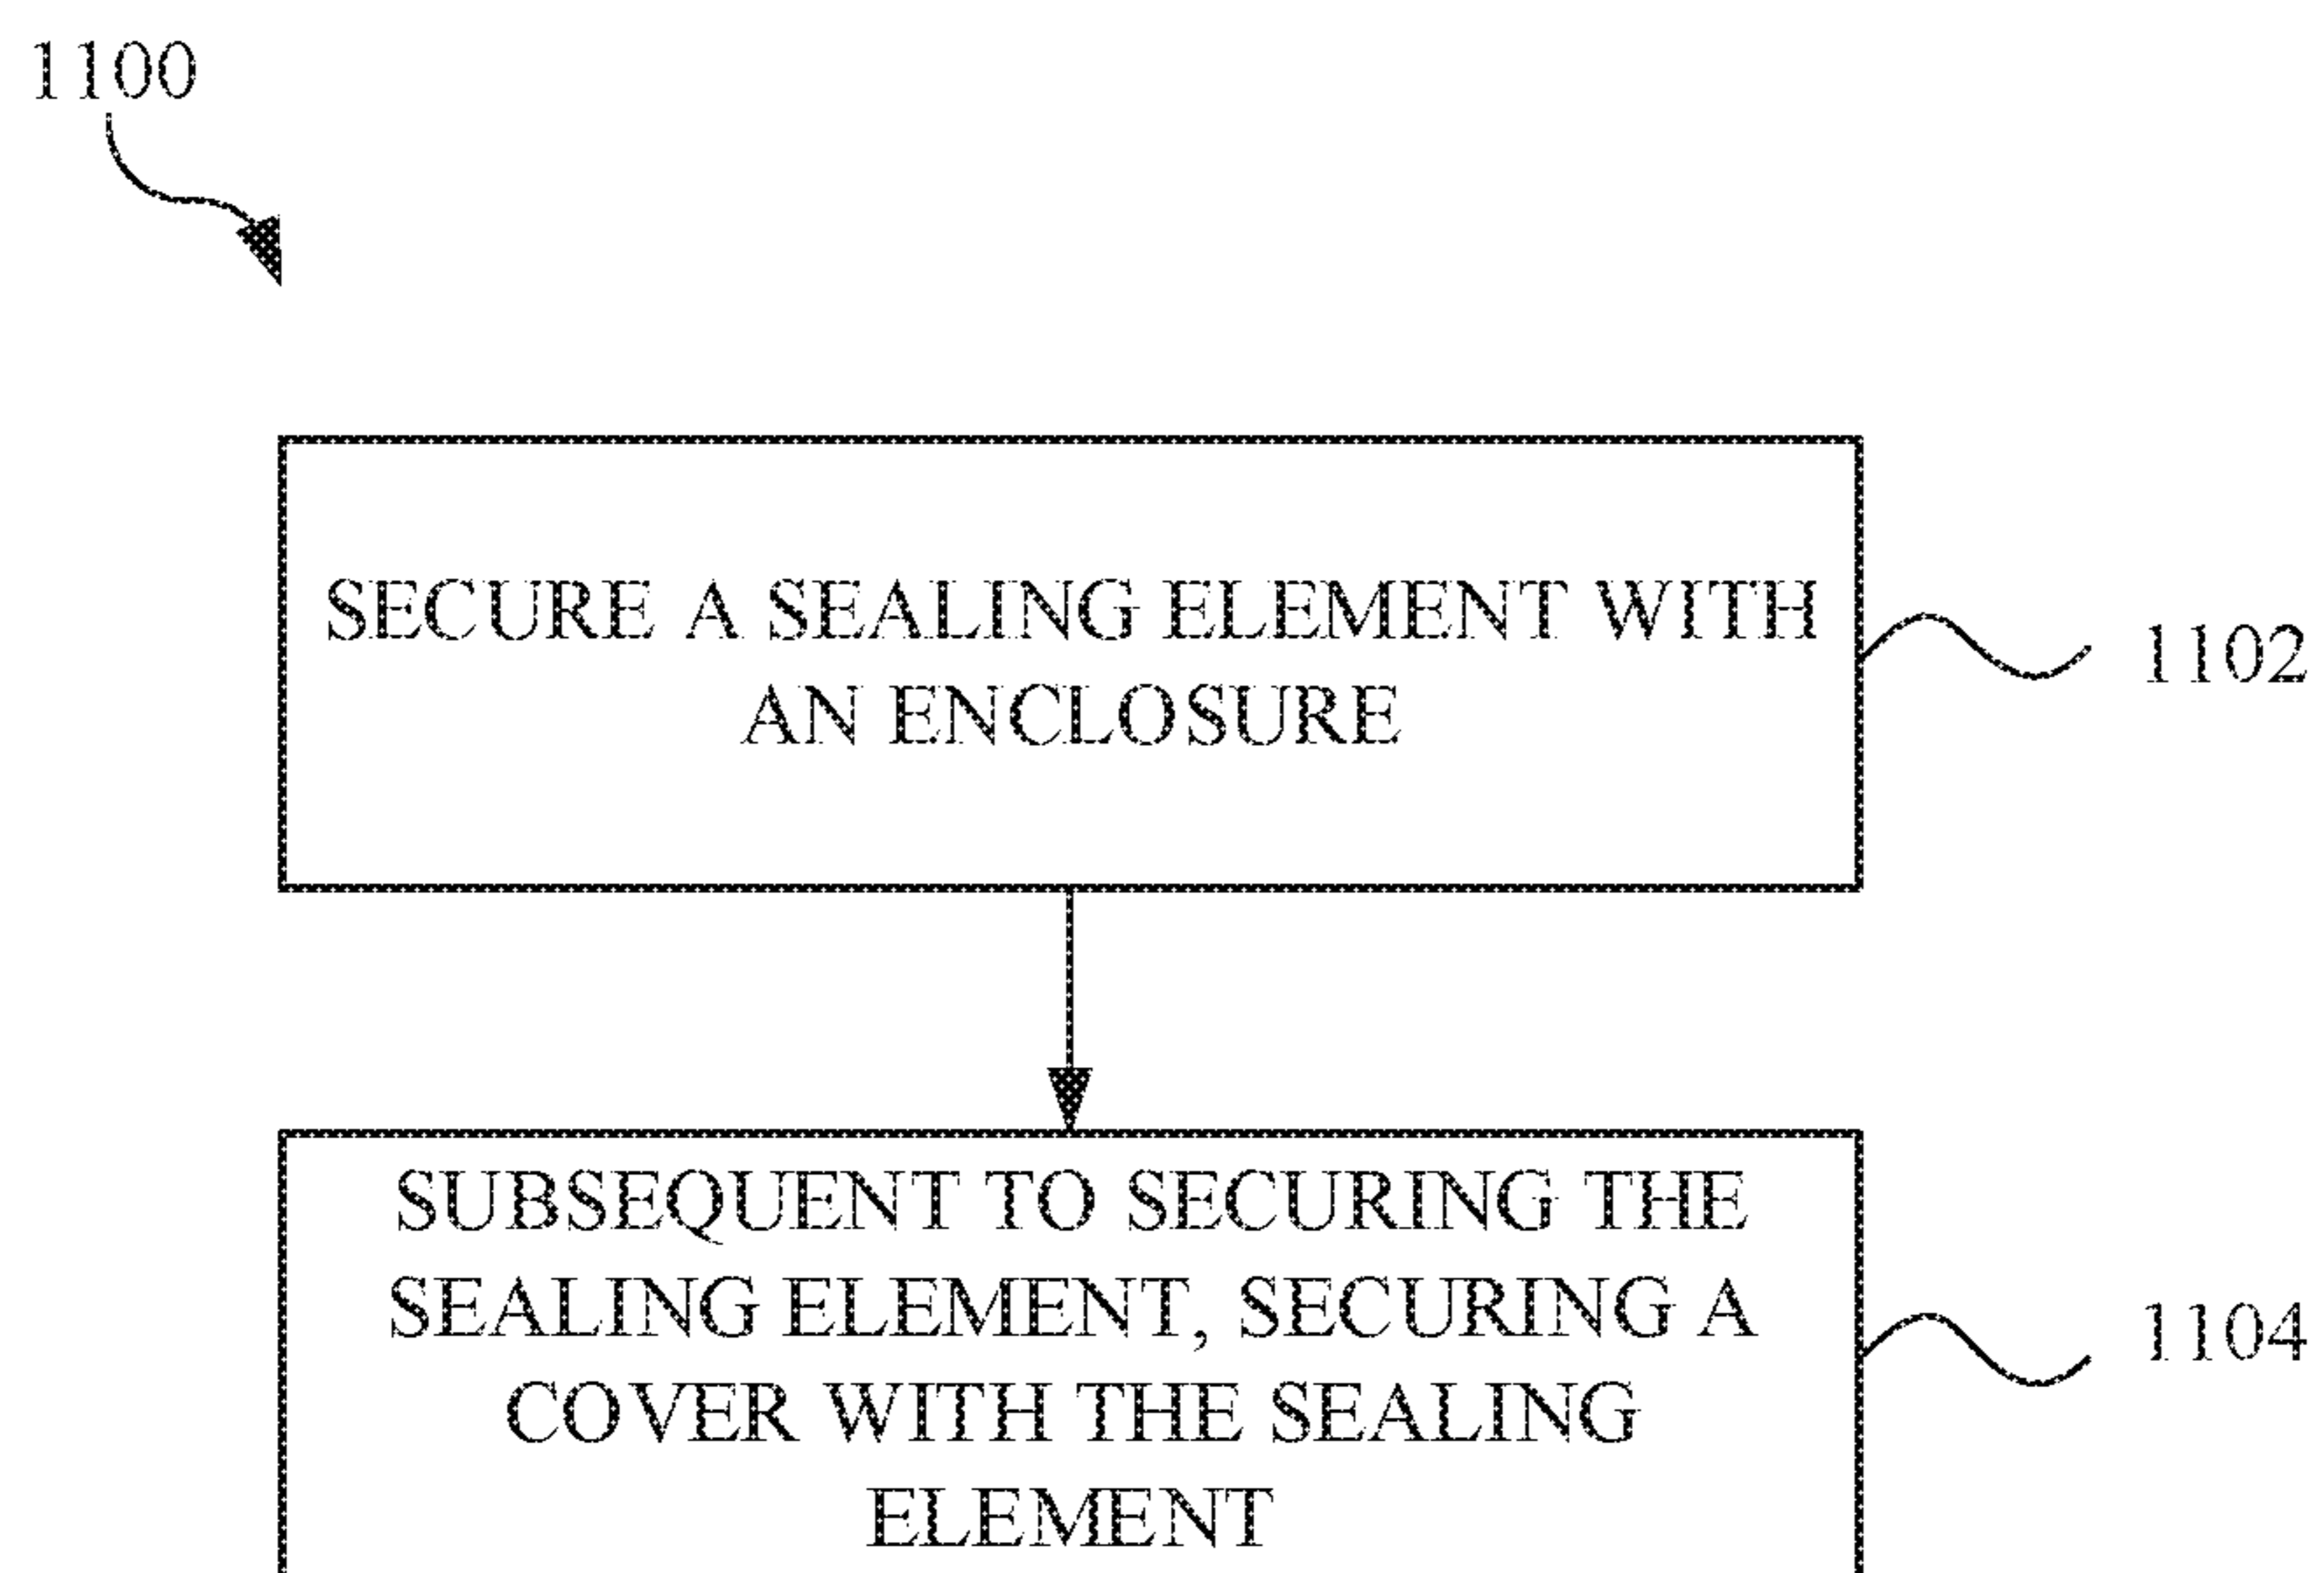 1100
SECURE A SEALING ELEMENT WITH
AN ENCLOSURE
1102
SUBSEQUENT TO SECURING THE
SEALING ELEMENT, SECURING A
COVER WITH THE SEALING
ELEMENT
1104